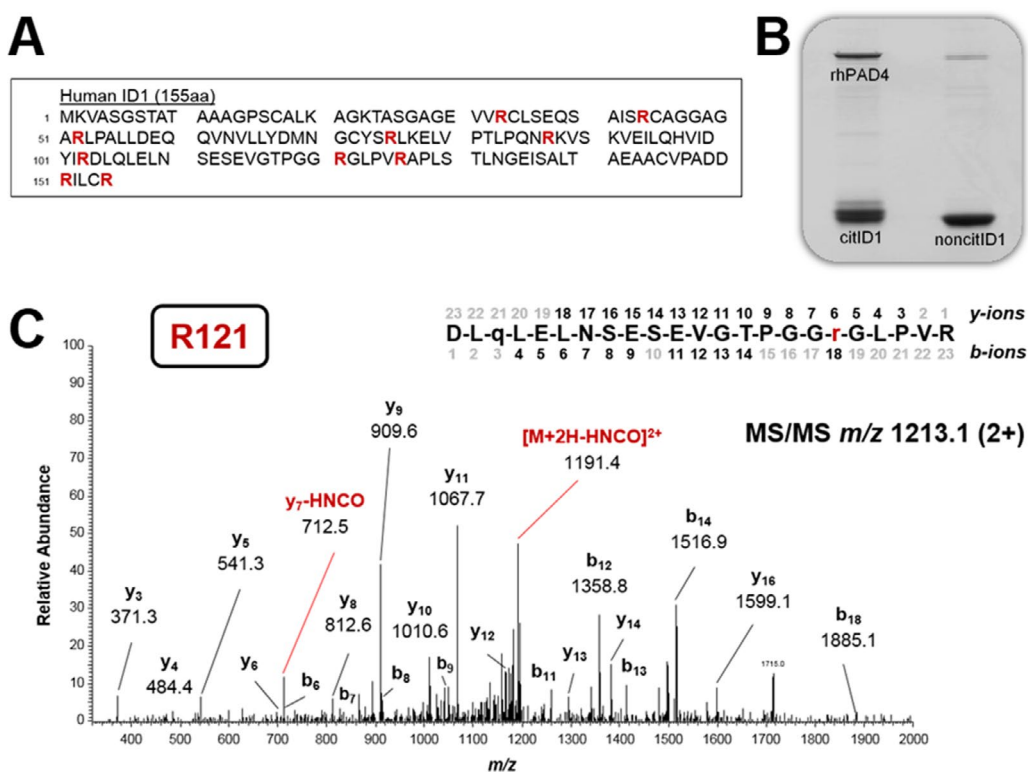 A
Human ID1 (155aa)
1 MKVASGSTAT AAAGPSCALK AGKTASGAGE VVRCLSEQS AISRCAGGAG
51 ARLPALLDEQ QVNVLLYDMN GCYSRLKELV PTLPQNRKVS KVEILQHVID
101 YIRDLQLELN SESEVGTPGG RGLPVRAPLS TLNGEISALT AEAACVPADD
151 RILCR
B
rhPAD4
citID1 noncitID1
C
R121
23 22 21 20 19 18 17 16 15 14 13 12 11 10 9 8 7 6 5 4 3 2 1 y-ions
D-L-q-L-E-L-N-S-E-S-E-V-G-T-P-G-G-r-G-L-P-V-R
1 2 3 4 5 6 7 8 9 10 11 12 13 14 15 16 17 18 19 20 21 22 23 b-ions
MS/MS m/z 1213.1 (2+)
Relative Abundance
100
90
80
70
60
50
40
30
20
10
0
y3
371.3
y4
484.4
y5
541.3
y6
y7-HNCO
712.5
b6
b7
y8
812.6
y9
909.6
b8
y10
1010.6
b9
y11
1067.7
y12
[M+2H-HNCO]2+
1191.4
b11
y13
b12
1358.8
y14
b13
b14
1516.9
y16
1599.1
1715.0
b18
1885.1
400 500 600 700 800 900 1000 1100 1200 1300 1400 1500 1600 1700 1800 1900 2000
m/z